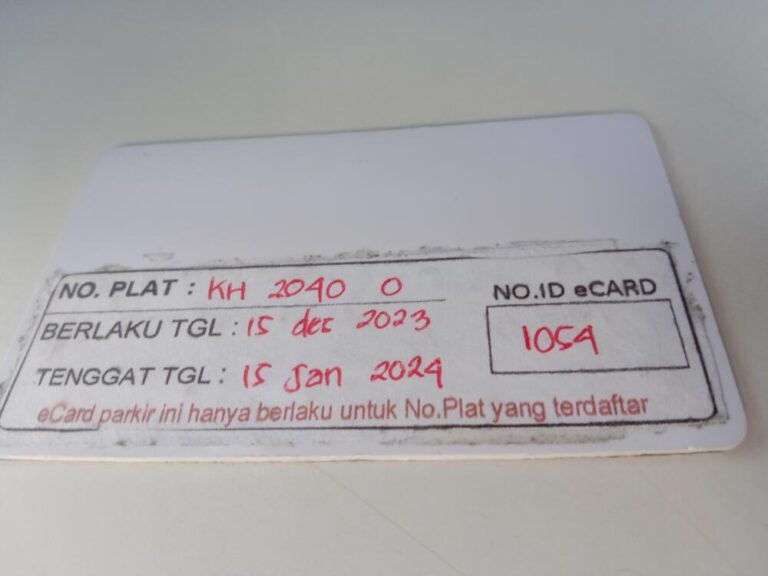 NO. PLAT : KH 2040 O
BERLAKU TGL : 15 des 2023
TENGGAT TGL : 15 Jan 2024
eCard parkir ini hanya berlaku untuk No.Plat yang terdaftar
NO.ID eCARD
1054